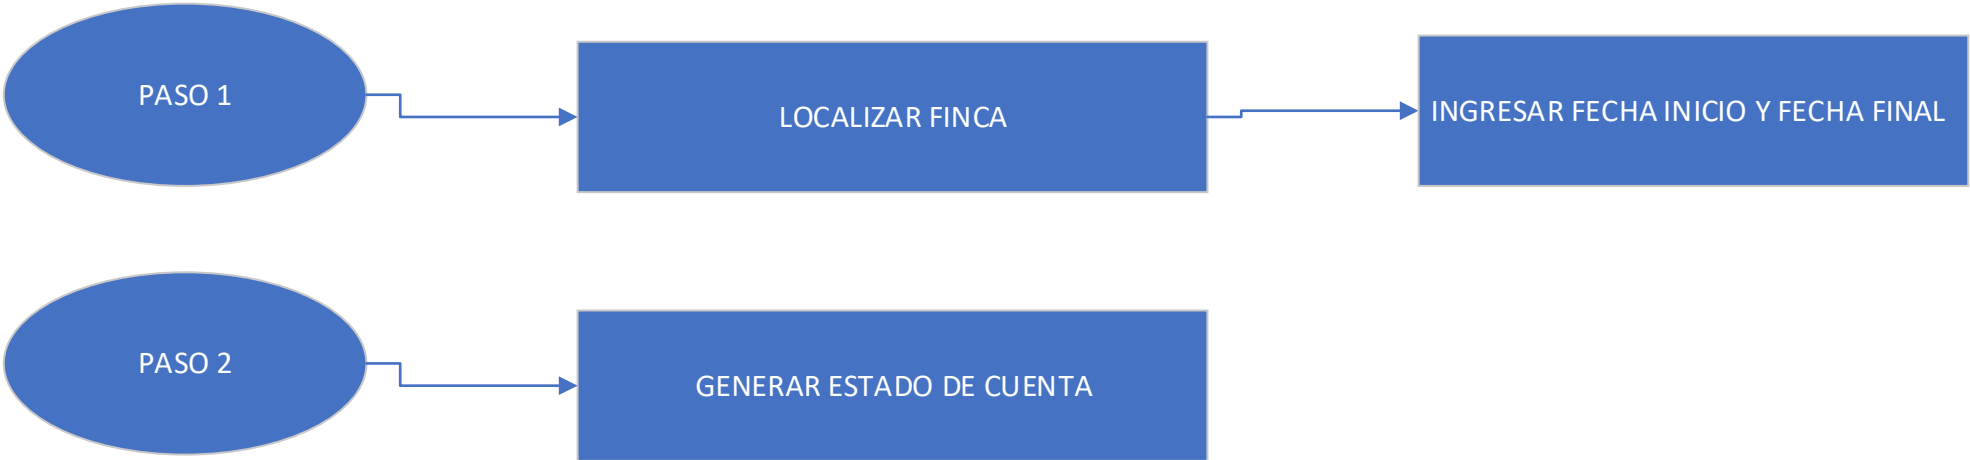 PASO 1
LOCALIZAR FINCA
INGRESAR FECHA INICIO Y FECHA FINAL
PASO 2
GENERAR ESTADO DE CUENTA